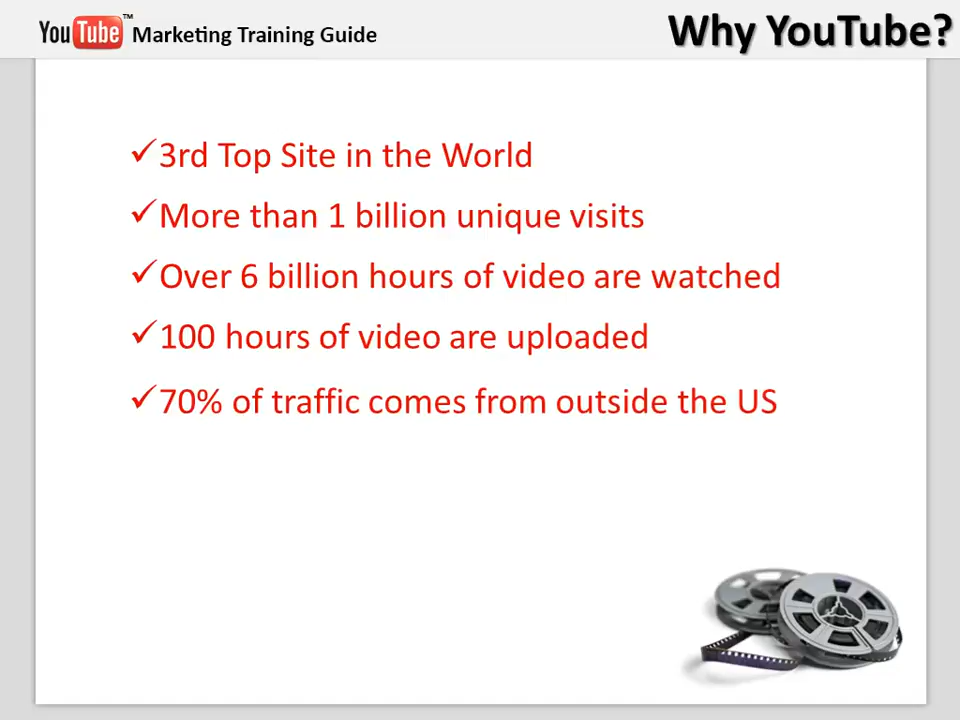 YouTube™ Marketing Training Guide
Why YouTube?
✓3rd Top Site in the World
✓More than 1 billion unique visits
✓Over 6 billion hours of video are watched
✓100 hours of video are uploaded
✓70% of traffic comes from outside the US